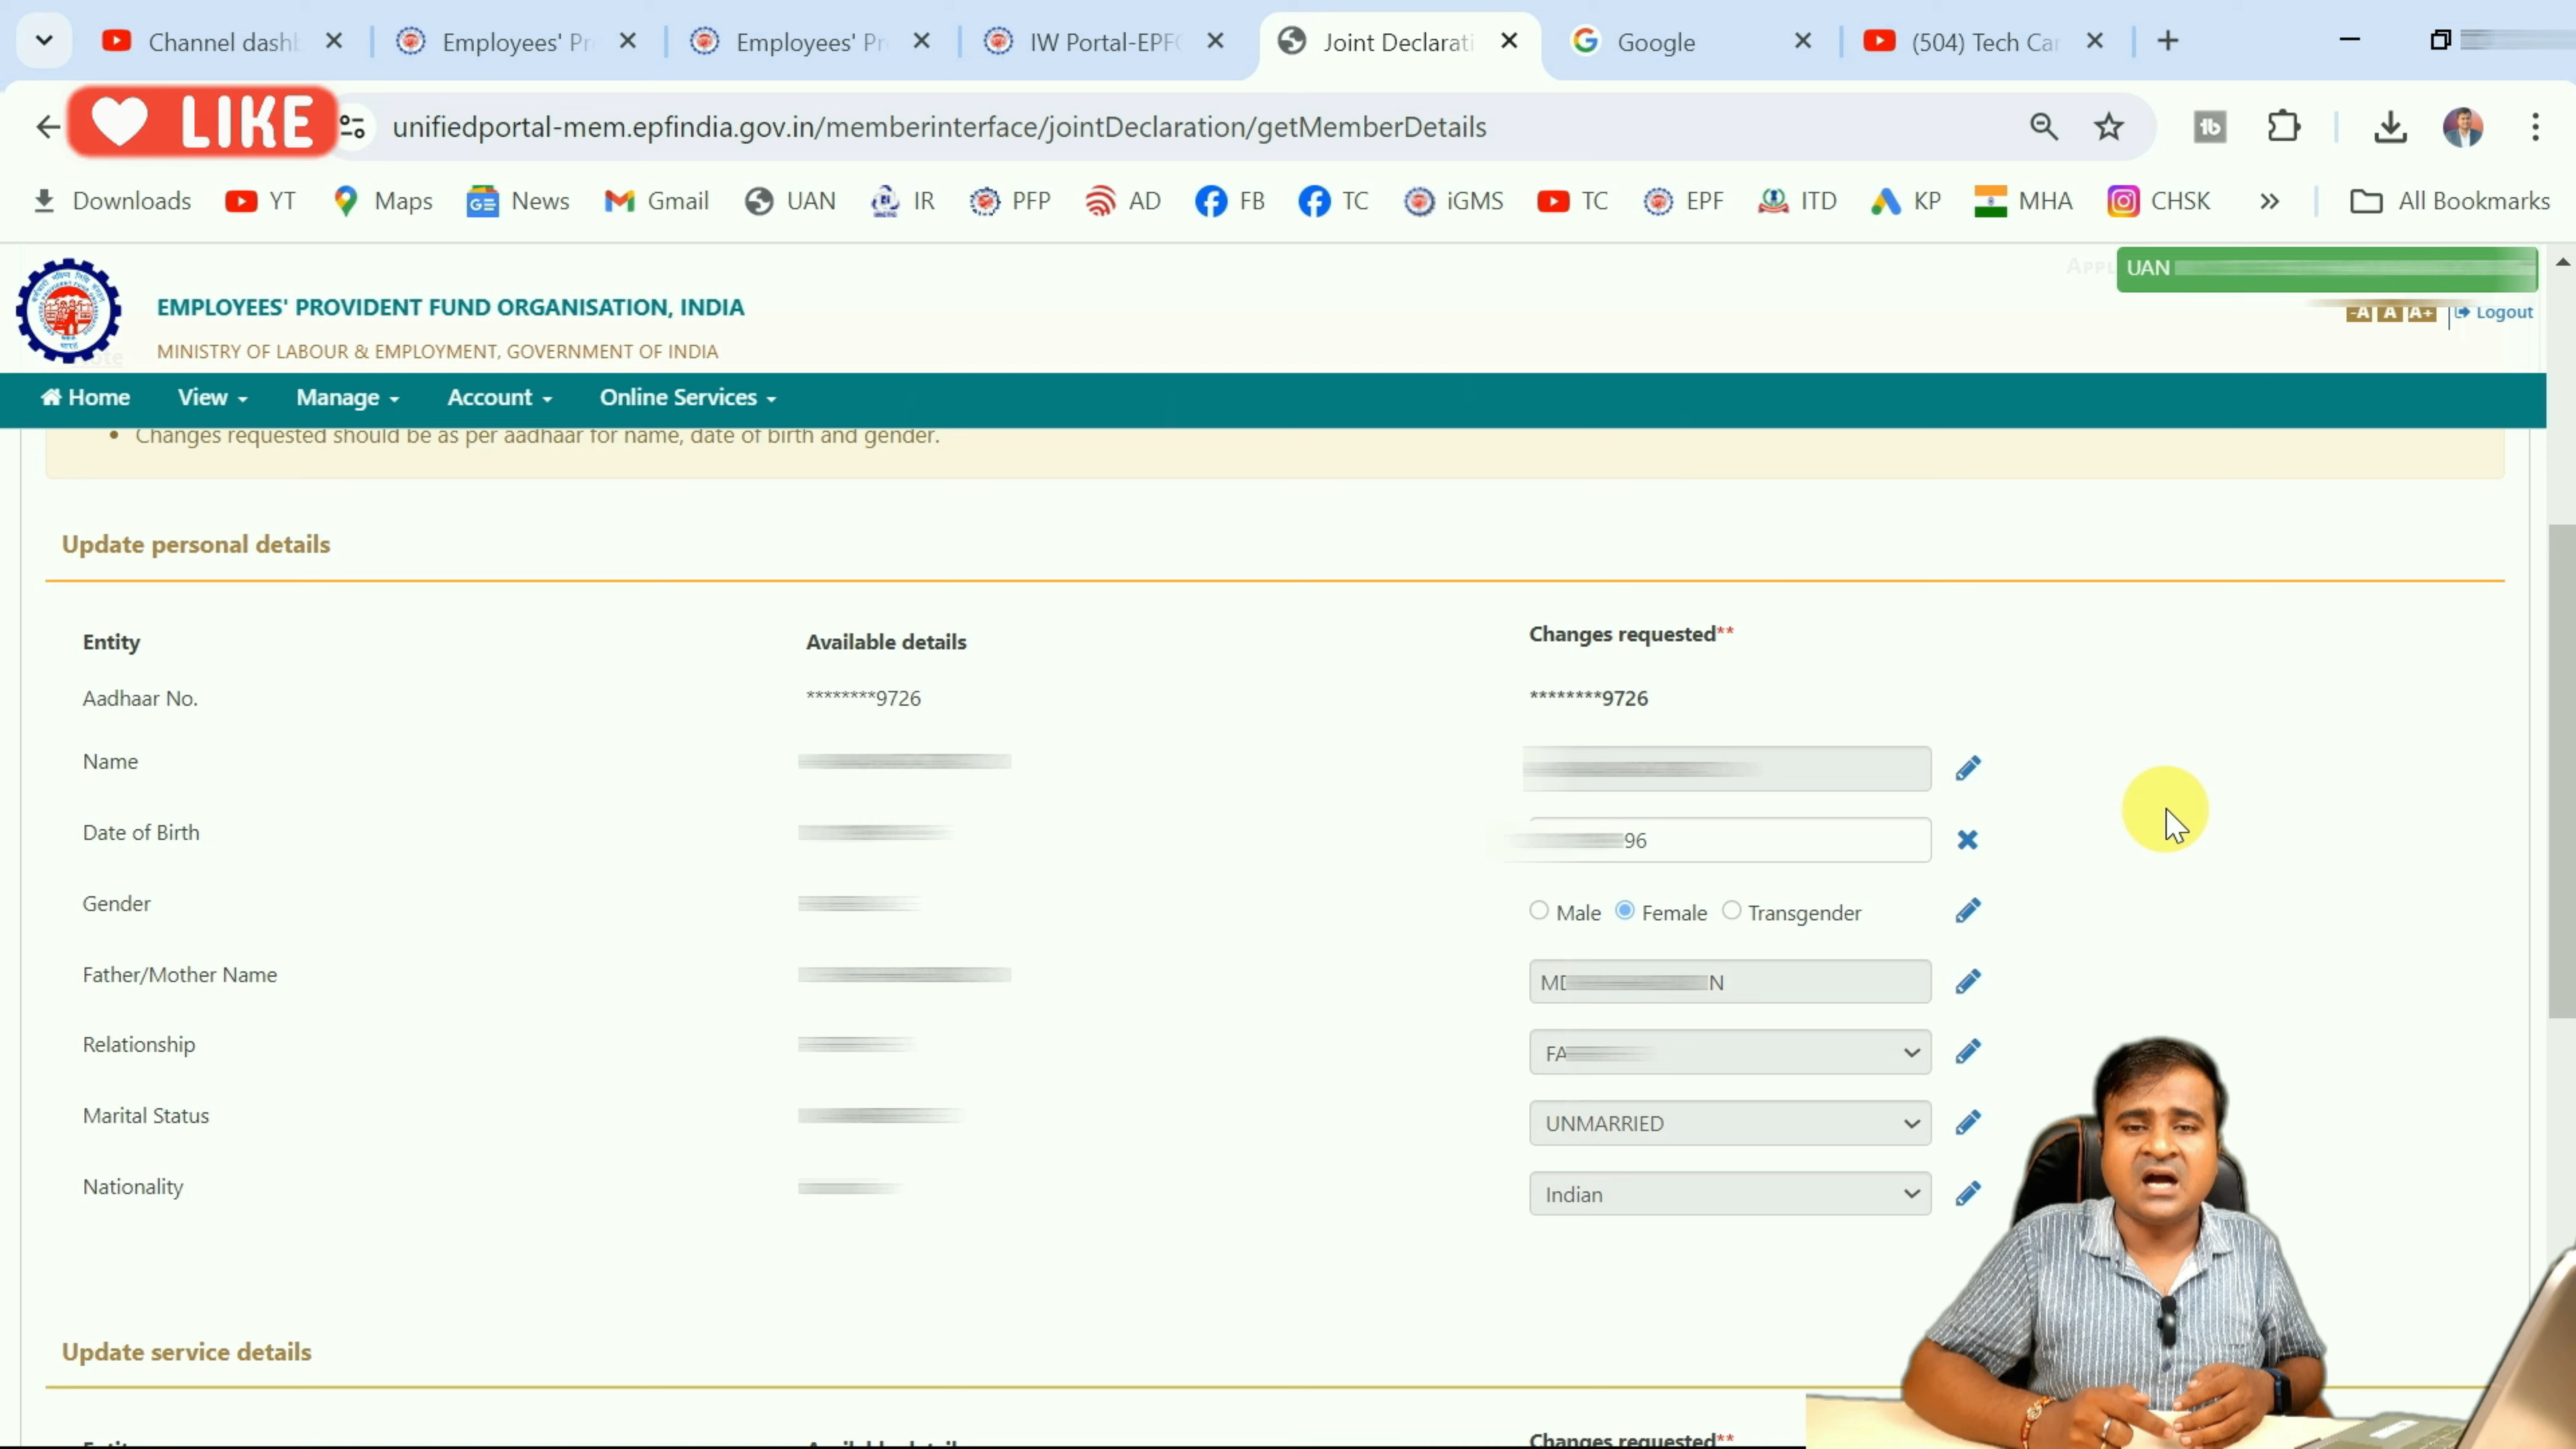 Channel dashb
Employees' Pr
Employees' Pr
IW Portal-EPFO
Joint Declarati
Google
(504) Tech Car
LIKE
unifiedportal-mem.epfindia.gov.in/memberinterface/jointDeclaration/getMemberDetails
Downloads YT Maps News Gmail UAN IR PFP AD FB TC iGMS TC EPF ITD KP MHA CHSK » All Bookmarks
UAN
EMPLOYEES' PROVIDENT FUND ORGANISATION, INDIA
-A A A+ Logout
MINISTRY OF LABOUR & EMPLOYMENT, GOVERNMENT OF INDIA
Home View Manage Account Online Services
• Changes requested should be as per aadhaar for name, date of birth and gender.
Update personal details
Entity Available details Changes requested**
Aadhaar No. ********9726 ********9726
Name
Date of Birth 96
Gender Male Female Transgender
Father/Mother Name M N
Relationship FA
Marital Status UNMARRIED
Nationality Indian
Update service details
Changes requested**